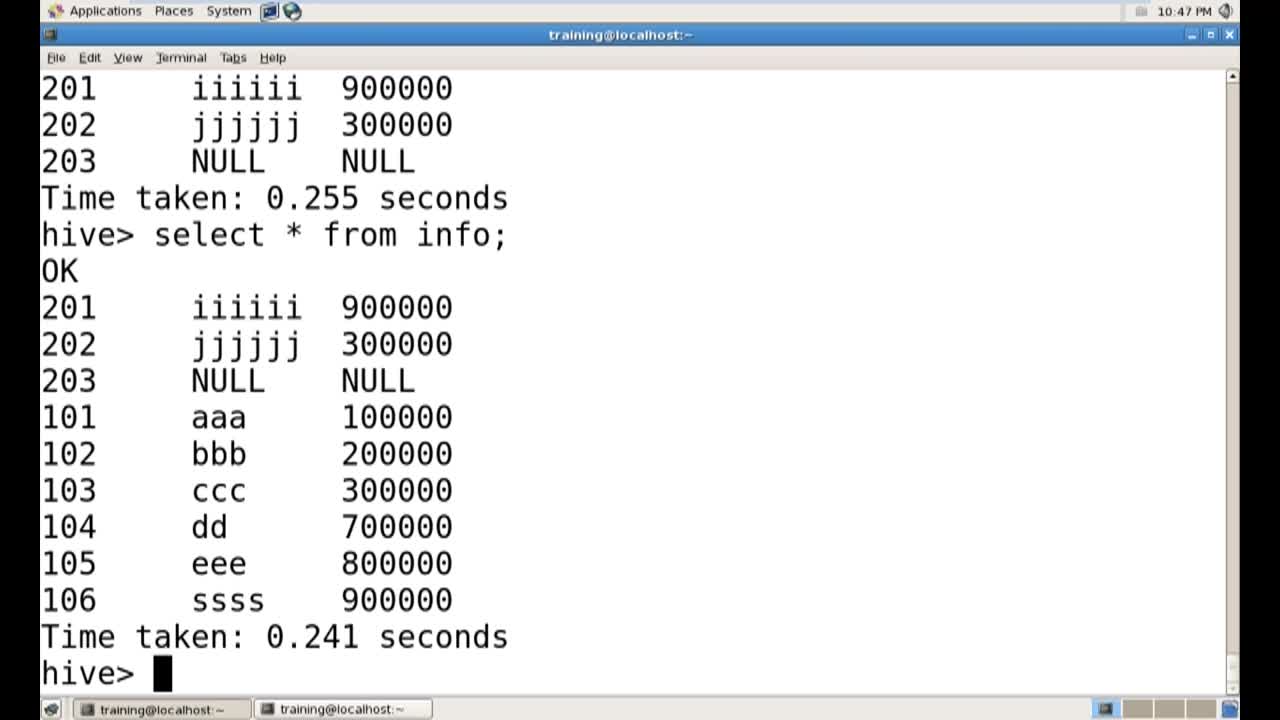 Applications Places System 10:47 PM
training@localhost:~
File Edit View Terminal Tabs Help
201 iiiiii 900000
202 jjjjjj 300000
203 NULL NULL
Time taken: 0.255 seconds
hive> select * from info;
OK
201 iiiiii 900000
202 jjjjjj 300000
203 NULL NULL
101 aaa 100000
102 bbb 200000
103 ccc 300000
104 dd 700000
105 eee 800000
106 ssss 900000
Time taken: 0.241 seconds
hive>
training@localhost:~ training@localhost:~